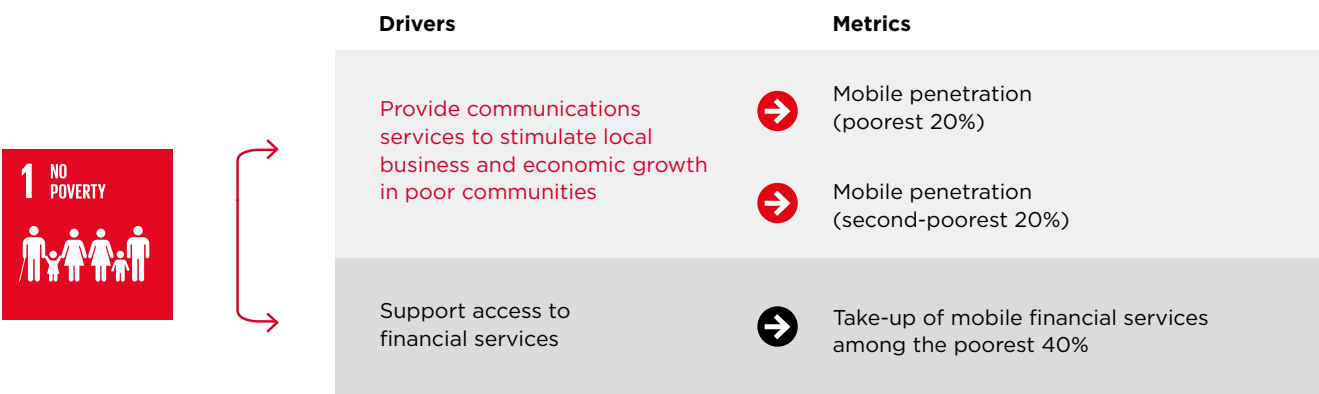 Drivers
Metrics
1 NO
POVERTY
Provide communications
services to stimulate local
business and economic growth
in poor communities
Mobile penetration
(poorest 20%)
Mobile penetration
(second-poorest 20%)
Support access to
financial services
Take-up of mobile financial services
among the poorest 40%